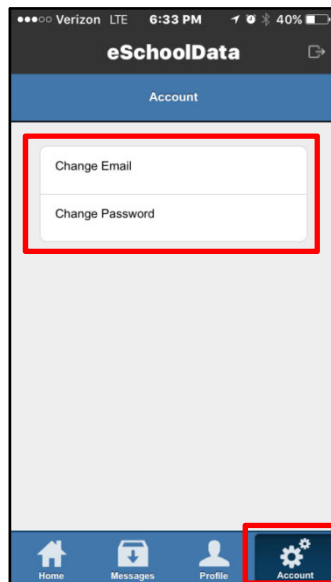 Verizon LTE 6:33 PM 40%
eSchoolData
Account
Change Email
Change Password
Home Messages Profile Account